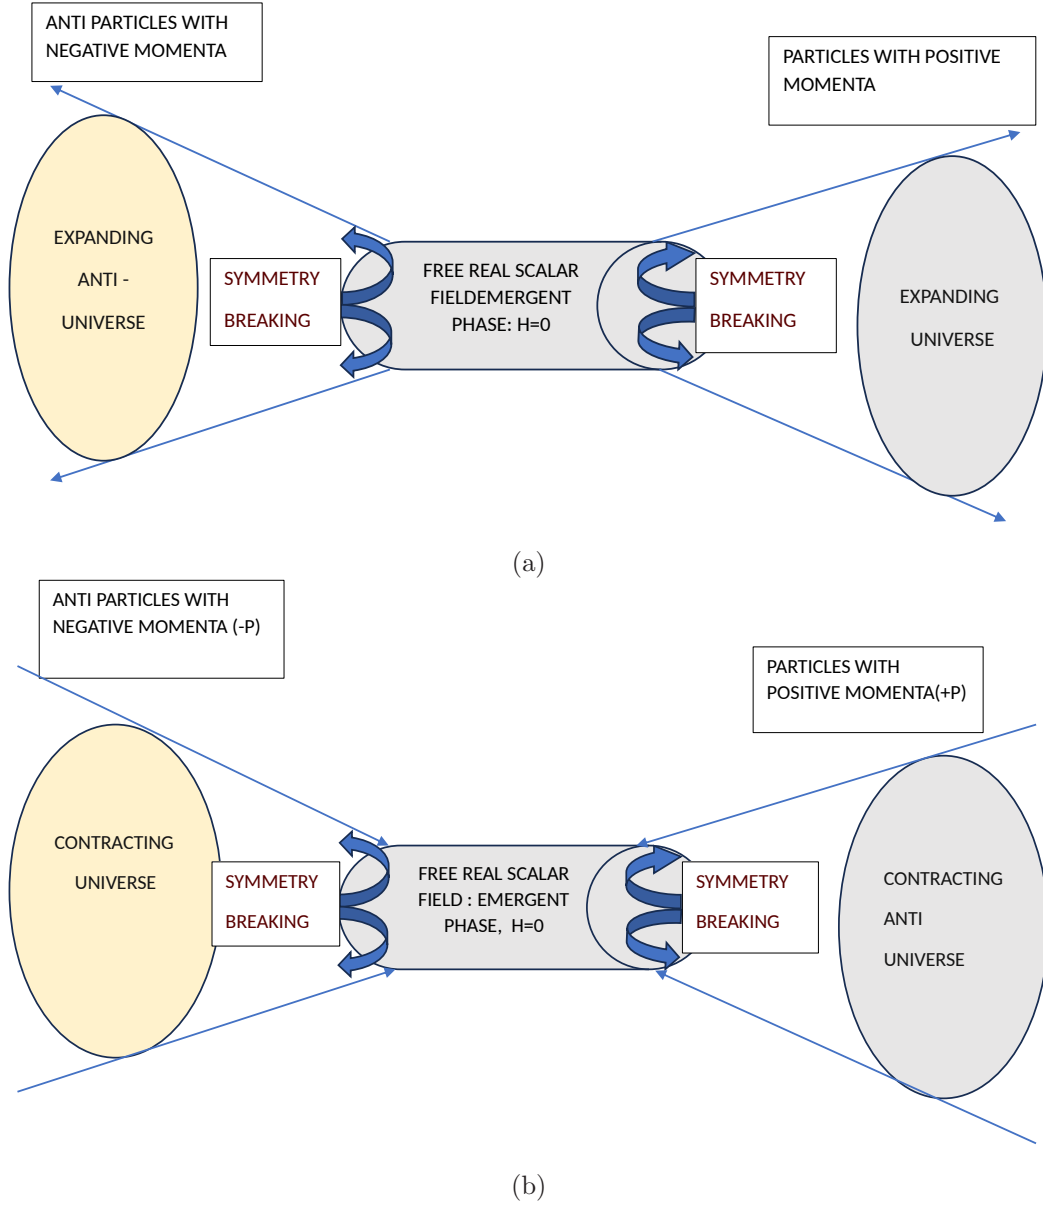 ANTI PARTICLES WITH
NEGATIVE MOMENTA
PARTICLES WITH POSITIVE
MOMENTA
EXPANDING
ANTI -
UNIVERSE
SYMMETRY
BREAKING
FREE REAL SCALAR
FIELDEMERGENT
PHASE: H=0
SYMMETRY
BREAKING
EXPANDING
UNIVERSE
(a)
ANTI PARTICLES WITH
NEGATIVE MOMENTA (-P)
PARTICLES WITH
POSITIVE MOMENTA(+P)
CONTRACTING
UNIVERSE
SYMMETRY
BREAKING
FREE REAL SCALAR
FIELD : EMERGENT
PHASE, H=0
SYMMETRY
BREAKING
CONTRACTING
ANTI
UNIVERSE
(b)